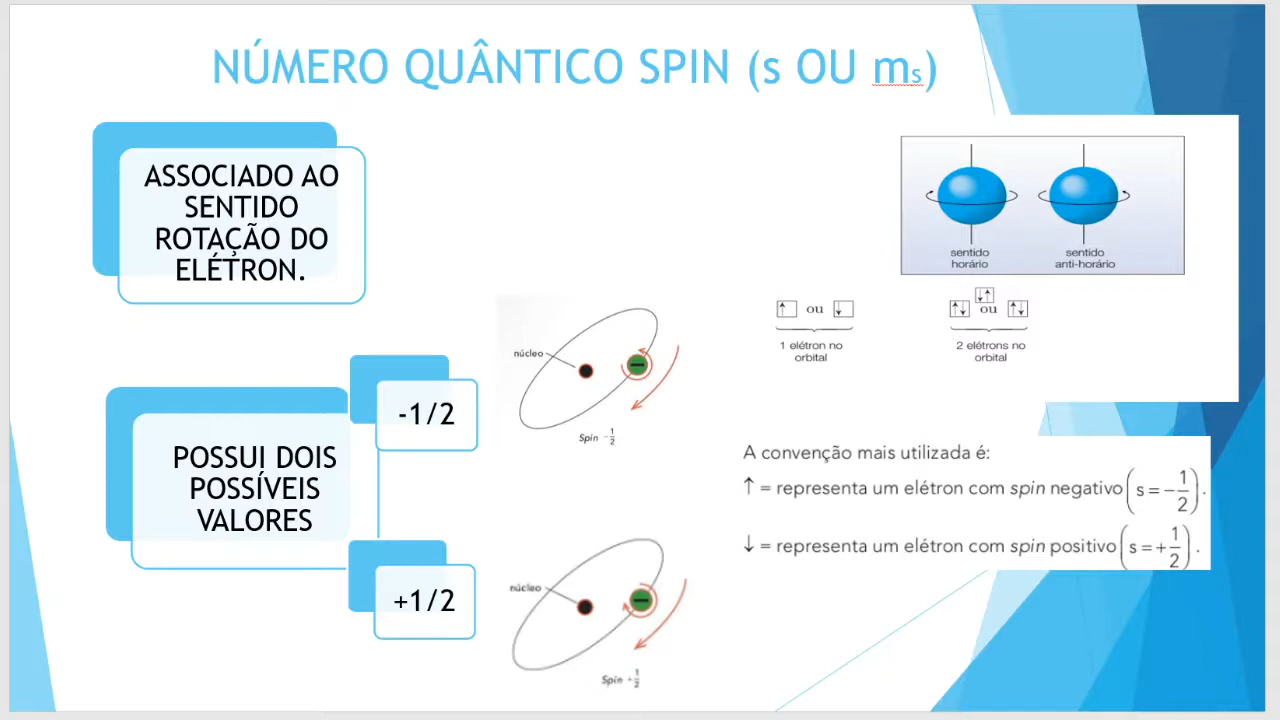 NÚMERO QUÂNTICO SPIN (s OU ms)
ASSOCIADO AO
SENTIDO
ROTAÇÃO DO
ELÉTRON.
sentido
horário
sentido
anti-horário
↑ ou ↓
1 elétron no
orbital
↓↑
↑↓ ou ↑↓
2 elétrons no
orbital
núcleo
Spin -1/2
POSSUI DOIS
POSSÍVEIS
VALORES
-1/2
+1/2
A convenção mais utilizada é:
↑ = representa um elétron com spin negativo (s = -1/2).
↓ = representa um elétron com spin positivo (s = +1/2).
núcleo
Spin +1/2